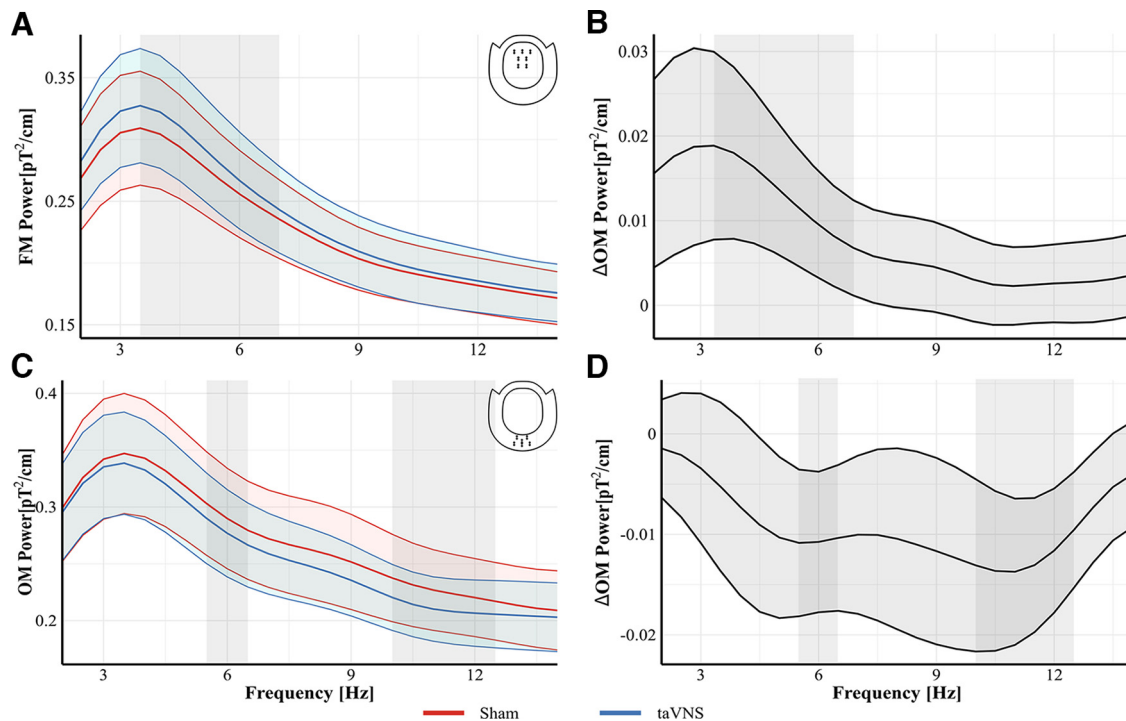 A
FM Power[pT²/cm]
0.35
0.25
0.15
3 6 9 12
B
ΔOM Power[pT²/cm]
0.03
0.02
0.01
0
3 6 9 12
C
OM Power[pT²/cm]
0.4
0.3
0.2
3 6 9 12
Frequency [Hz]
D
ΔOM Power[pT²/cm]
0
-0.01
-0.02
3 6 9 12
Frequency [Hz]
Sham taVNS